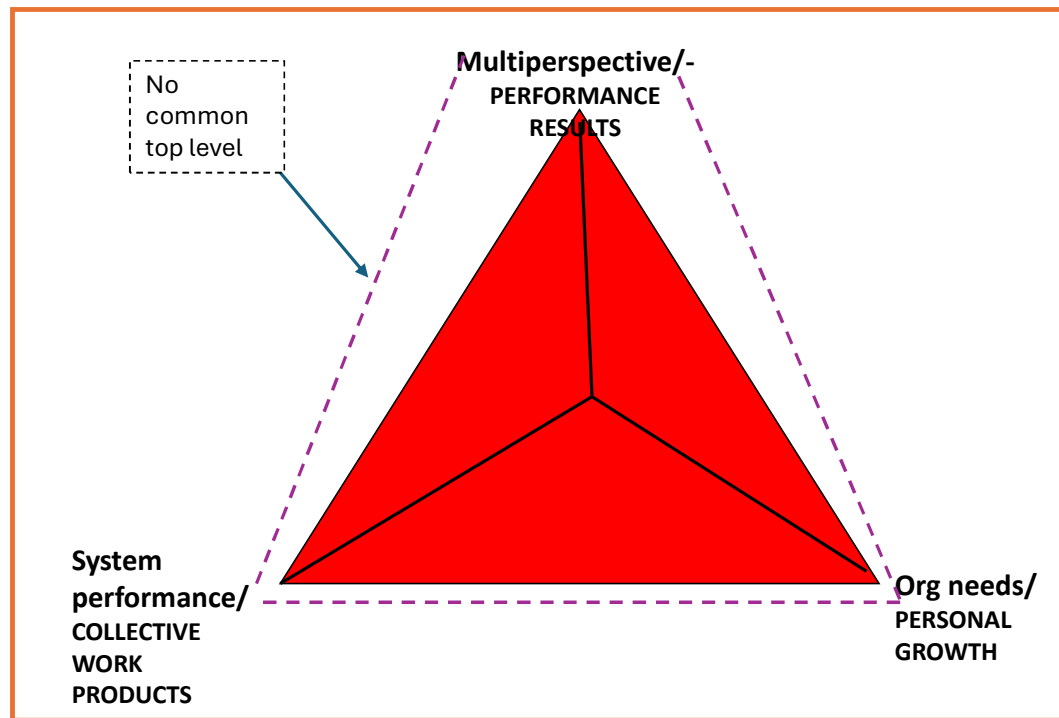 Multiperspective/-
PERFORMANCE
RESULTS
No
common
top level
System
performance/
COLLECTIVE
WORK
PRODUCTS
Org needs/
PERSONAL
GROWTH